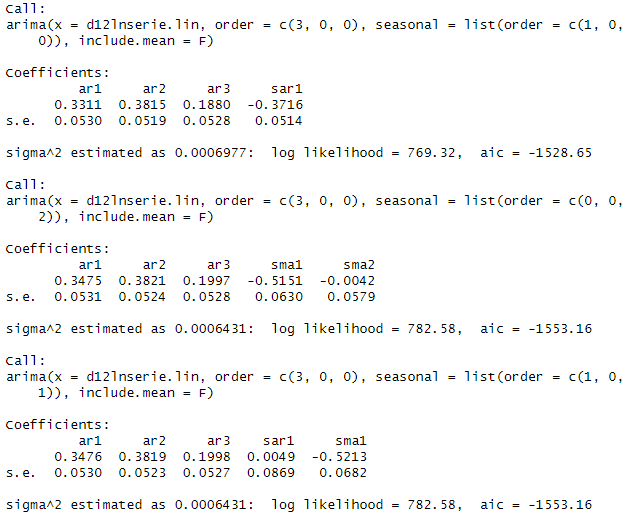 Call:
arima(x = d12lnserie.lin, order = c(3, 0, 0), seasonal = list(order = c(1, 0,
    0)), include.mean = F)

Coefficients:
         ar1     ar2     ar3     sar1
      0.3311  0.3815  0.1880  -0.3716
s.e.  0.0530  0.0519  0.0528   0.0514

sigma^2 estimated as 0.0006977:  log likelihood = 769.32,  aic = -1528.65

Call:
arima(x = d12lnserie.lin, order = c(3, 0, 0), seasonal = list(order = c(0, 0,
    2)), include.mean = F)

Coefficients:
         ar1     ar2     ar3     sma1     sma2
      0.3475  0.3821  0.1997  -0.5151  -0.0042
s.e.  0.0531  0.0524  0.0528   0.0630   0.0579

sigma^2 estimated as 0.0006431:  log likelihood = 782.58,  aic = -1553.16

Call:
arima(x = d12lnserie.lin, order = c(3, 0, 0), seasonal = list(order = c(1, 0,
    1)), include.mean = F)

Coefficients:
         ar1     ar2     ar3    sar1     sma1
      0.3476  0.3819  0.1998  0.0049  -0.5213
s.e.  0.0530  0.0523  0.0527  0.0869   0.0682

sigma^2 estimated as 0.0006431:  log likelihood = 782.58,  aic = -1553.16